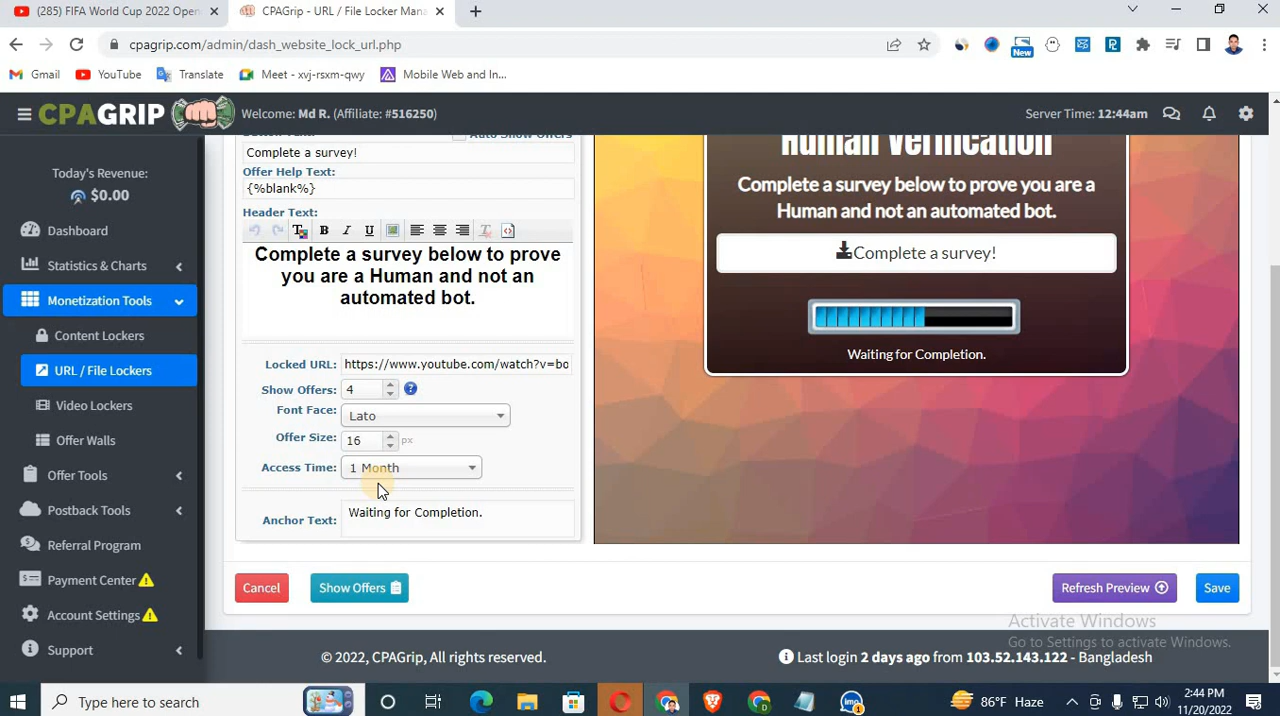 (285) FIFA World Cup 2022 Open
CPAGrip - URL / File Locker Mana
cpagrip.com/admin/dash_website_lock_url.php
New
Gmail
YouTube
Translate
Meet - xvj-rsxm-qwy
Mobile Web and In...
CPAGRIP
Welcome: Md R. (Affiliate: #516250)
Server Time: 12:44am
Today's Revenue:
$0.00
Dashboard
Statistics & Charts
Monetization Tools
Content Lockers
URL / File Lockers
Video Lockers
Offer Walls
Offer Tools
Postback Tools
Referral Program
Payment Center
Account Settings
Support
Button Text:
Auto Show Offers
Complete a survey!
Offer Help Text:
{%blank%}
Header Text:
B I U
Complete a survey below to prove
you are a Human and not an
automated bot.
Locked URL: https://www.youtube.com/watch?v=bo
Show Offers: 4
Font Face: Lato
Offer Size: 16 px
Access Time: 1 Month
Anchor Text: Waiting for Completion.
Human Verification
Complete a survey below to prove you are a
Human and not an automated bot.
Complete a survey!
Waiting for Completion.
Cancel
Show Offers
Refresh Preview
Save
Activate Windows
Go to Settings to activate Windows.
© 2022, CPAGrip, All rights reserved.
Last login 2 days ago from 103.52.143.122 - Bangladesh
Type here to search
86°F Haze
2:44 PM
11/20/2022